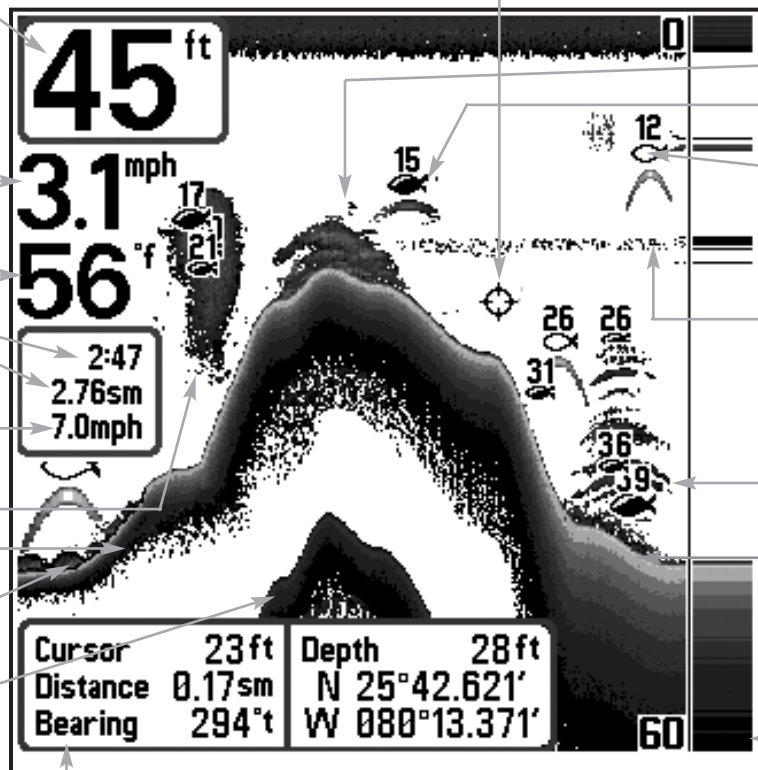 45 ft
0
3.1 mph
56 °f
17
21
15
12
26
26
31
36
39
2:47
2.76sm
7.0mph
Cursor 23ft
Distance 0.17sm
Bearing 294°t
Depth 28ft
N 25°42.621'
W 080°13.371'
60